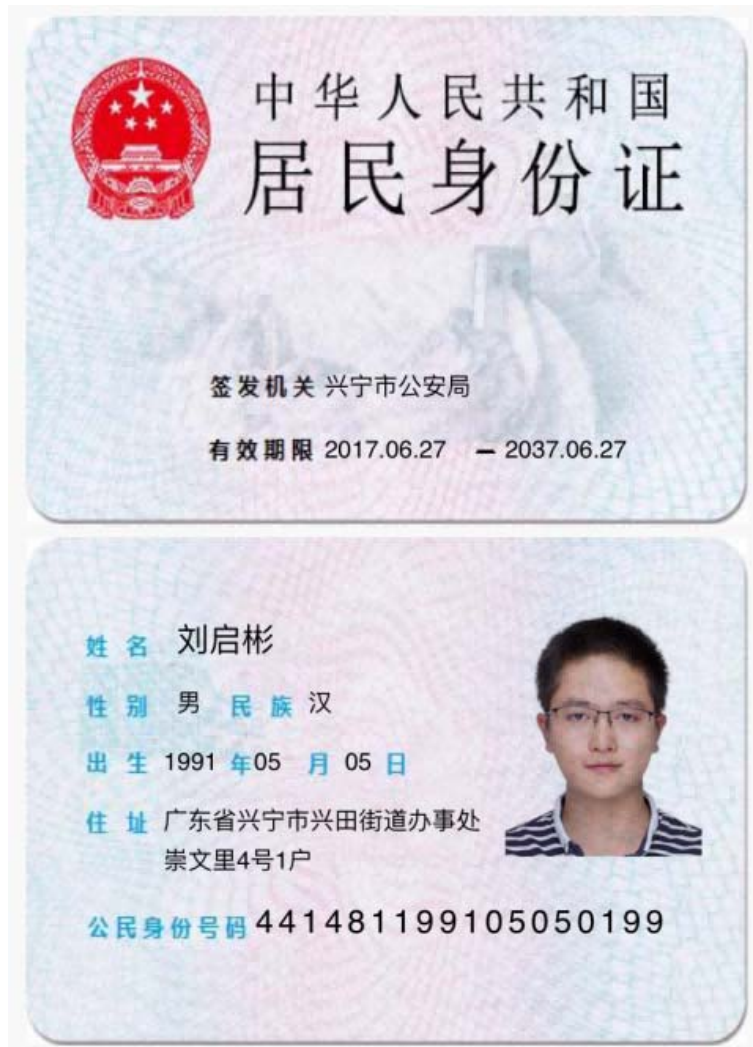 中华人民共和国
居民身份证
签发机关 兴宁市公安局
有效期限 2017.06.27 — 2037.06.27
姓名 刘启彬
性别 男 民族 汉
出生 1991 年05 月 05 日
住址 广东省兴宁市兴田街道办事处
崇文里4号1户
公民身份号码 441481199105050199